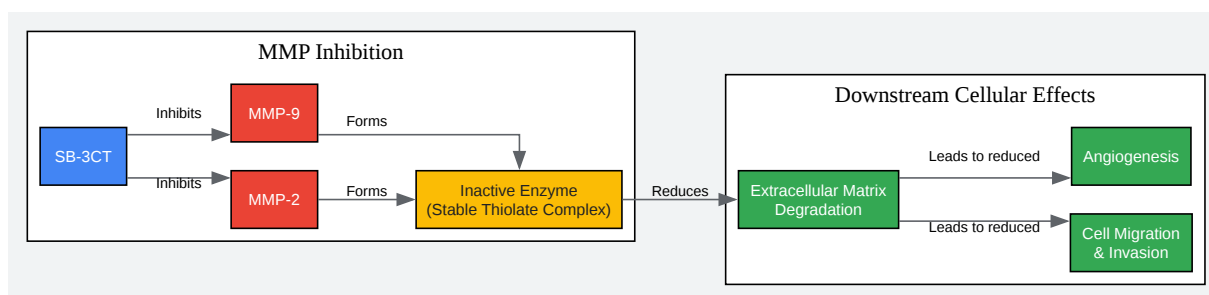 MMP Inhibition
SB-3CT
Inhibits
Inhibits
MMP-9
MMP-2
Forms
Forms
Inactive Enzyme
(Stable Thiolate Complex)
Reduces
Downstream Cellular Effects
Extracellular Matrix
Degradation
Leads to reduced
Leads to reduced
Angiogenesis
Cell Migration
& Invasion